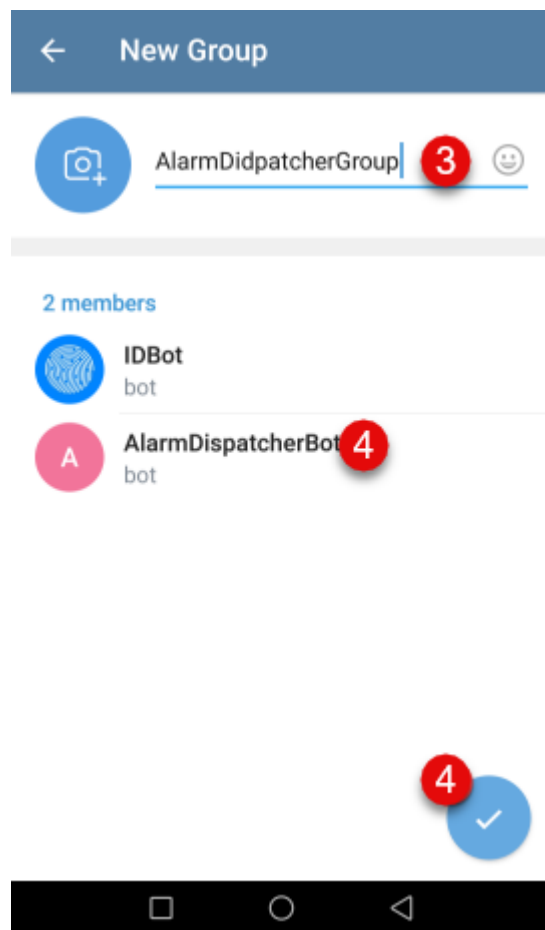 New Group
AlarmDidpatcherGroup 3
2 members
IDBot
bot
A AlarmDispatcherBot 4
bot
4